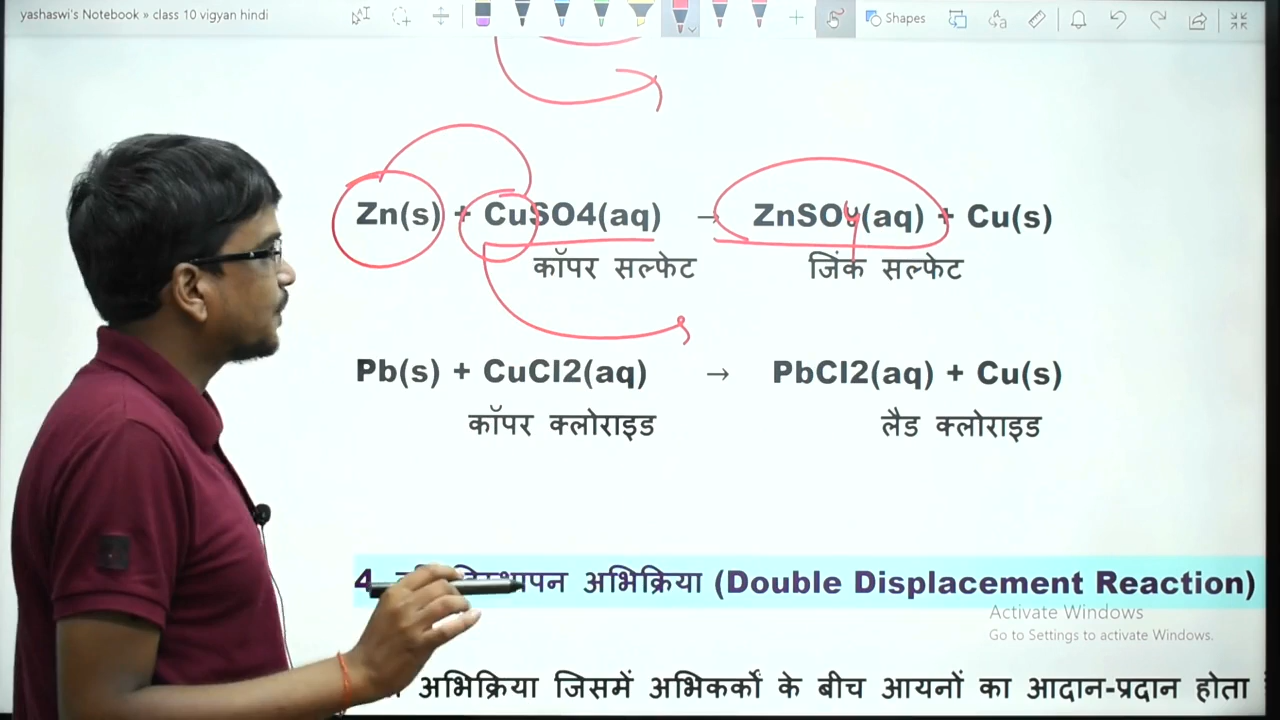 yashaswi's Notebook » class 10 vigyan hindi
Shapes
Zn(s) + CuSO4(aq) → ZnSO4(aq) + Cu(s)
कॉपर सल्फेट जिंक सल्फेट
Pb(s) + CuCl2(aq) → PbCl2(aq) + Cu(s)
कॉपर क्लोराइड लैड क्लोराइड
4 अभिक्रिया (Double Displacement Reaction)
Activate Windows
Go to Settings to activate Windows.
अभिक्रिया जिसमें अभिकर्कों के बीच आयनों का आदान-प्रदान होता